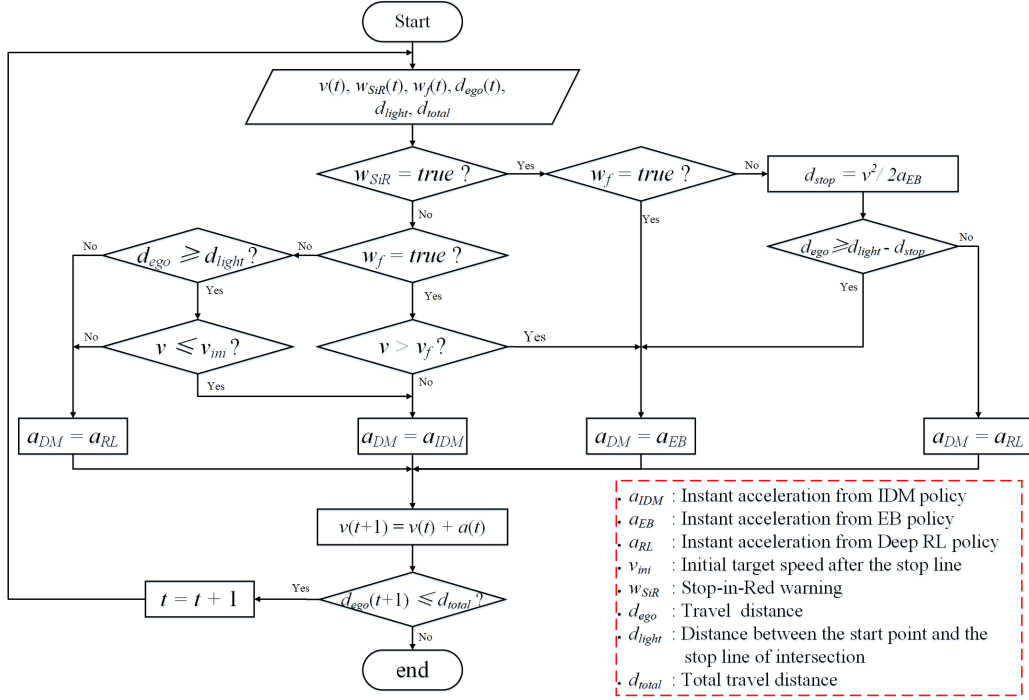 Start
v(t), w_SiR(t), w_f(t), d_ego(t),
d_light, d_total
w_SiR = true ?
Yes
w_f = true ?
No
d_stop = v²/ 2a_EB
No
Yes
d_ego ⩾ d_light ?
No
No
w_f = true ?
d_ego ⩾ d_light - d_stop
No
Yes
Yes
Yes
v ⩽ v_ini ?
No
v > v_f ?
Yes
Yes
No
a_DM = a_RL
a_DM = a_IDM
a_DM = a_EB
a_DM = a_RL
v(t+1) = v(t) + a(t)
t = t + 1
Yes
d_ego(t+1) ⩽ d_total ?
No
end
a_IDM : Instant acceleration from IDM policy
a_EB : Instant acceleration from EB policy
a_RL : Instant acceleration from Deep RL policy
v_ini : Initial target speed after the stop line
w_SiR : Stop-in-Red warning
d_ego : Travel distance
d_light : Distance between the start point and the
stop line of intersection
d_total : Total travel distance